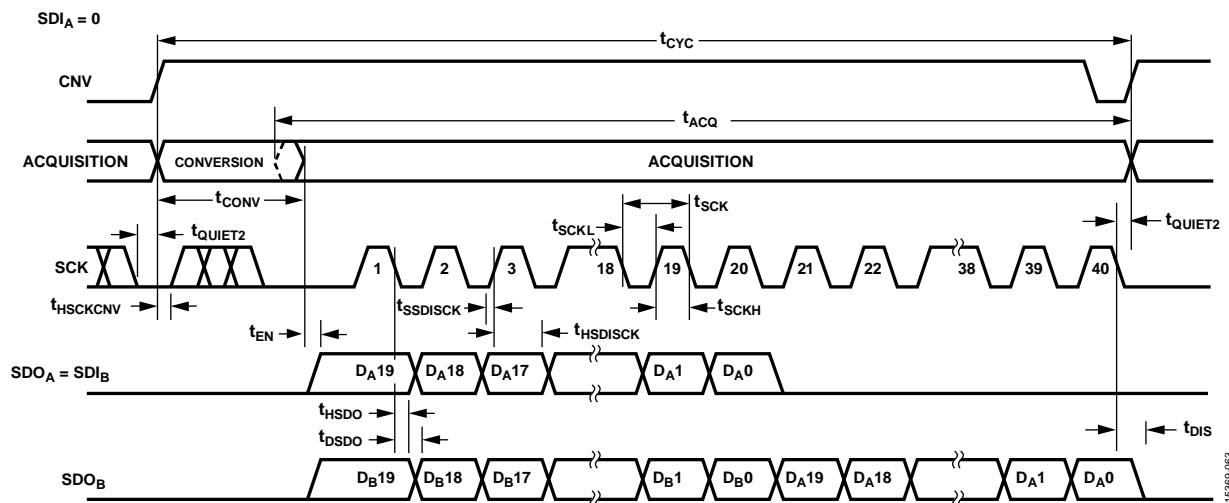 SDIA = 0
tCYC
CNV
tACQ
ACQUISITION CONVERSION ACQUISITION
tCONV
tSCK
tSCKL
tQUIET2 tQUIET2
SCK 1 2 3 18 19 20 21 22 38 39 40
tHSCKCNV tSSDISCK tSCKH
tEN tHSDISCK
SDOA = SDIB DA19 DA18 DA17 DA1 DA0
tHSDO
tDSDO tDIS
SDOB DB19 DB18 DB17 DB1 DB0 DA19 DA18 DA1 DA0
15369-063